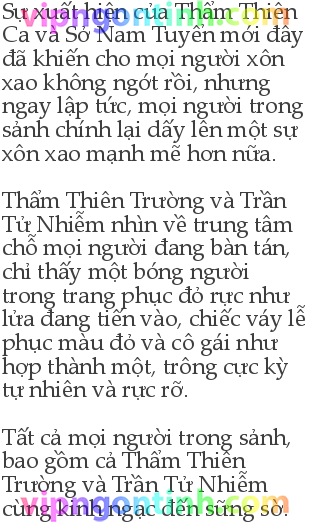 Sự xuất hiện của Thẩm Thiên
vipngontinh.com
Ca và Sở Nam Tuyên mới đây
đã khiến cho mọi người xôn
xao không ngớt rồi, nhưng
ngay lập tức, mọi người trong
sảnh chính lại dấy lên một sự
xôn xao mạnh mẽ hơn nữa.

Thẩm Thiên Trường và Trần
Tử Nhiễm nhìn về trung tâm
chỗ mọi người đang bàn tán,
chỉ thấy một bóng người
trong trang phục đỏ rực như
lửa đang tiến vào, chiếc váy lễ
phục màu đỏ và cô gái như
hợp thành một, trông cực kỳ
tự nhiên và rực rỡ.

Tất cả mọi người trong sảnh,
bao gồm cả Thẩm Thiên
Trường và Trần Tử Nhiễm
cùng kinh ngạc đến sững sờ.
vipngontinh.com